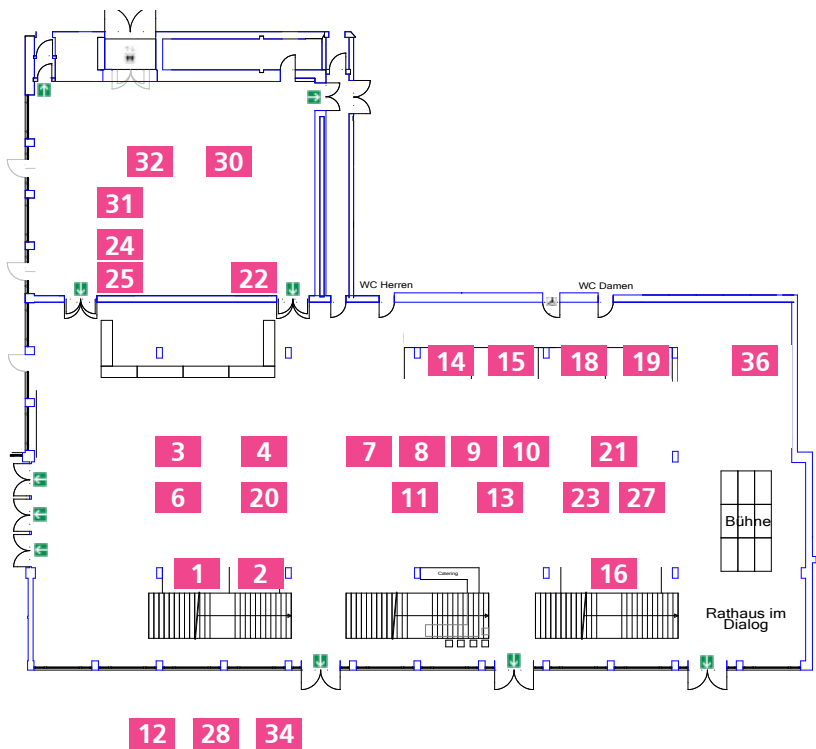 32 30
31
24
25 22
WC Herren WC Damen
14 15 18 19 36
3 4 7 8 9 10 21
6 20 11 13 23 27
Bühne
1 2 Catering 16
Rathaus im
Dialog
12 28 34